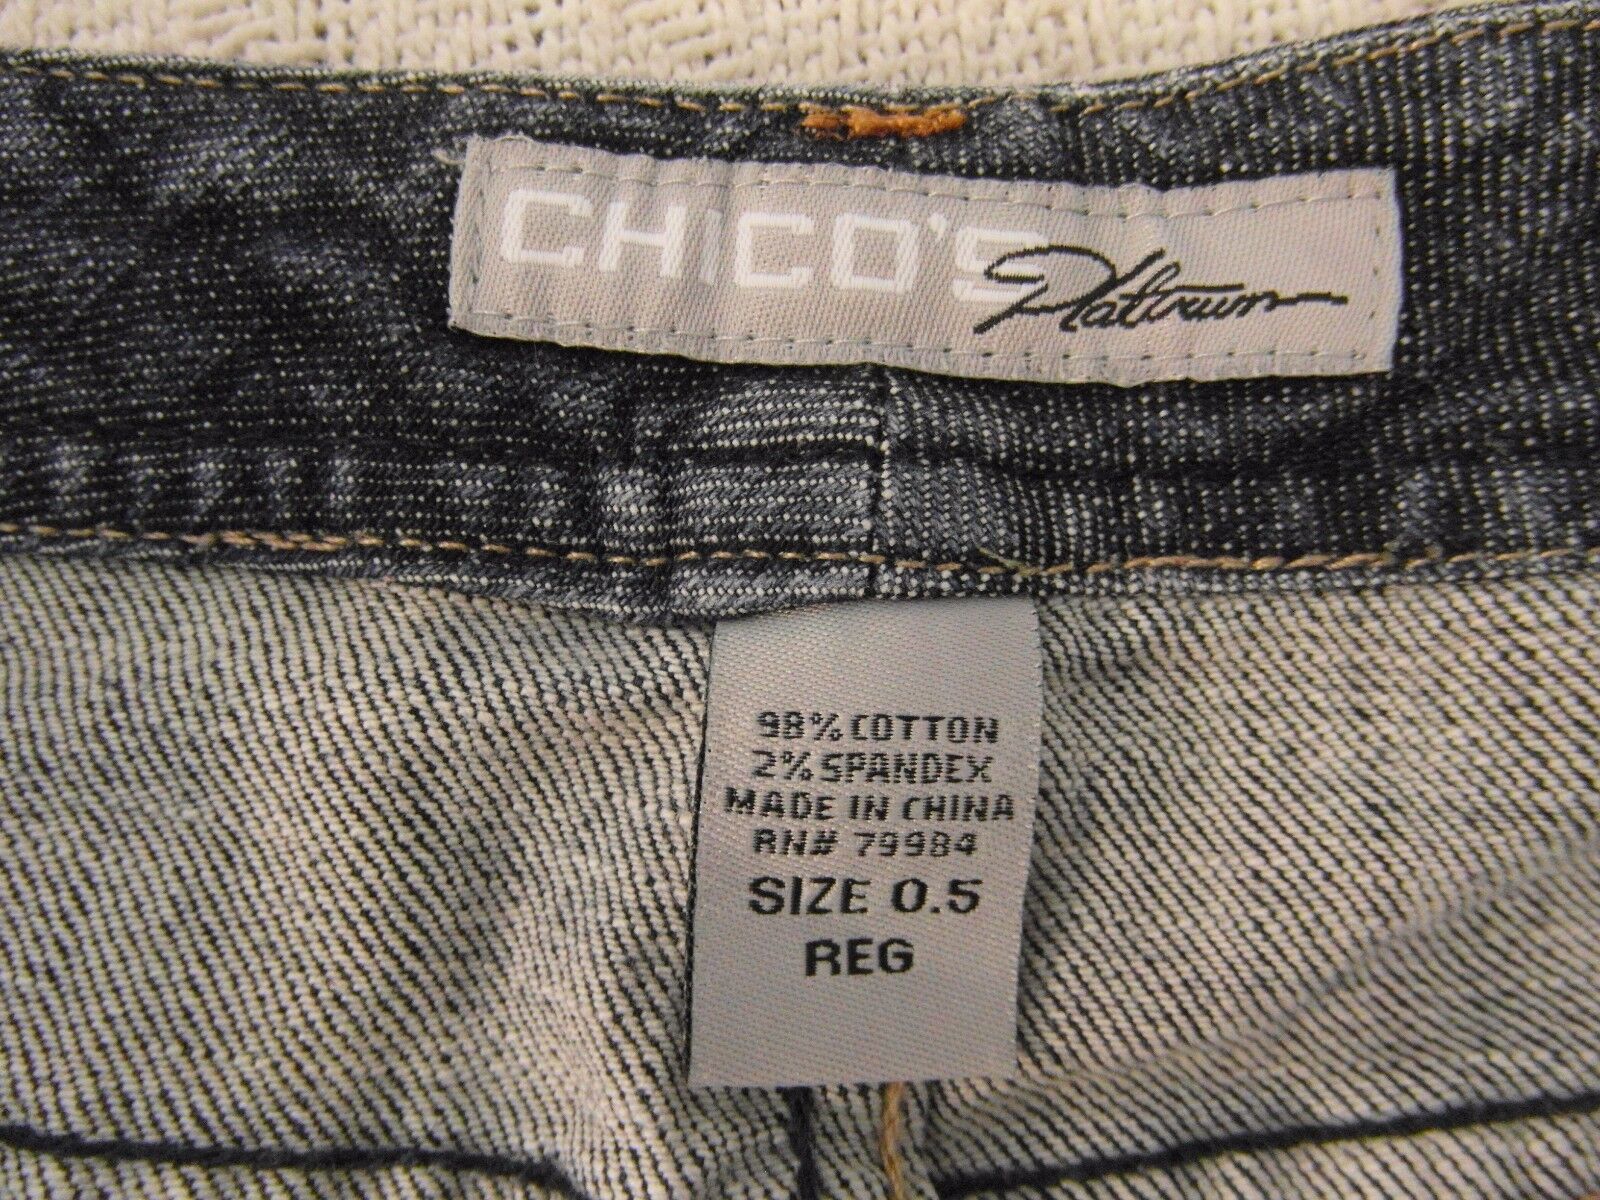 CHICO'S Platinum
98% COTTON
2% SPANDEX
MADE IN CHINA
RN# 79984
SIZE 0.5
REG